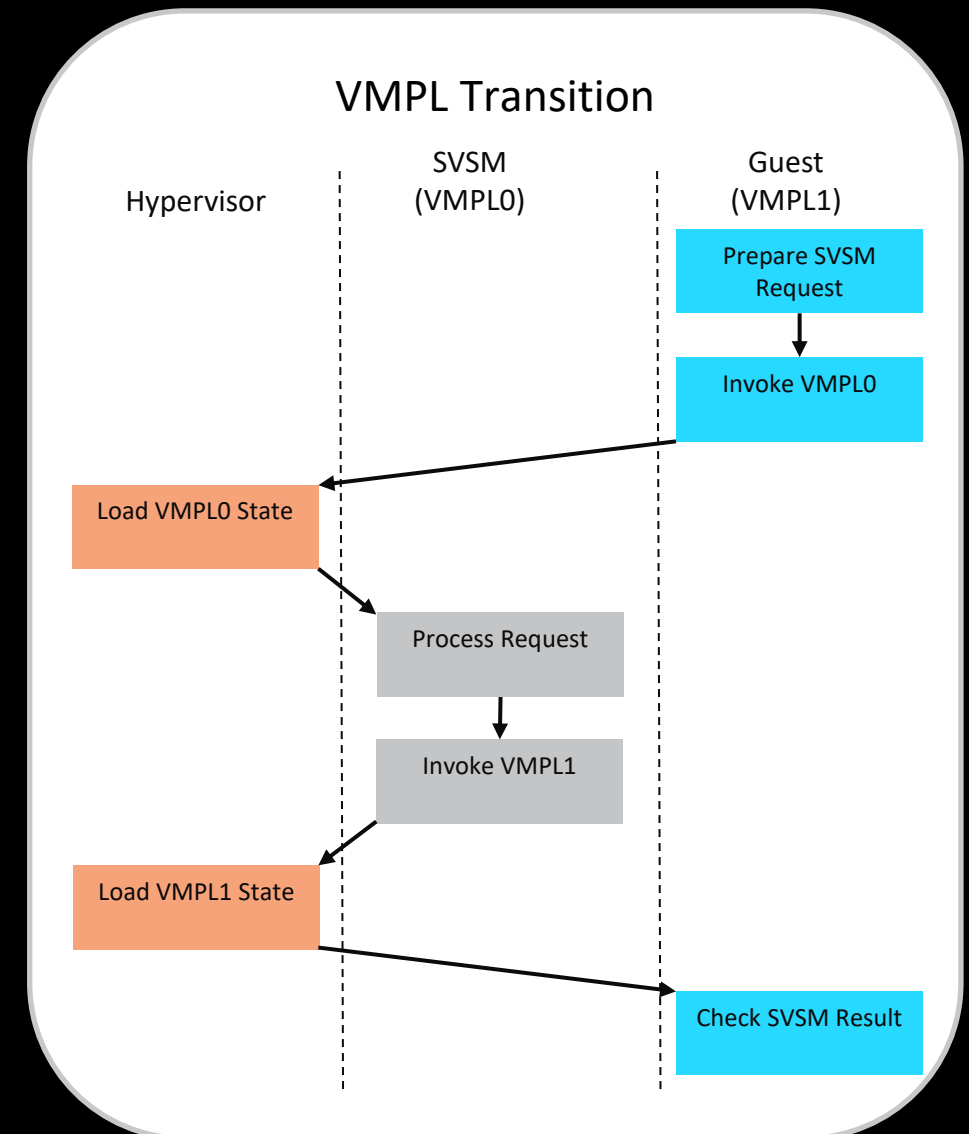 VMPL Transition
Hypervisor
SVSM
(VMPL0)
Guest
(VMPL1)
Prepare SVSM
Request
Invoke VMPL0
Load VMPL0 State
Process Request
Invoke VMPL1
Load VMPL1 State
Check SVSM Result